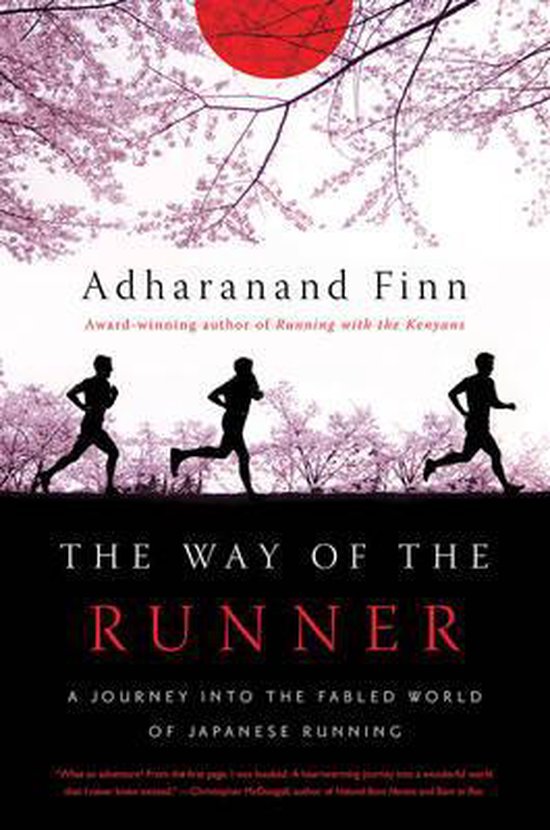 Adharanand Finn
Award-winning author of Running with the Kenyans
THE WAY OF THE
RUNNER
A JOURNEY INTO THE FABLED WORLD
OF JAPANESE RUNNING
"What an adventure! From the first page, I was hooked. A heartwarming journey into a wonderful world
that I never knew existed." —Christopher McDougall, author of Natural Born Heroes and Born to Run